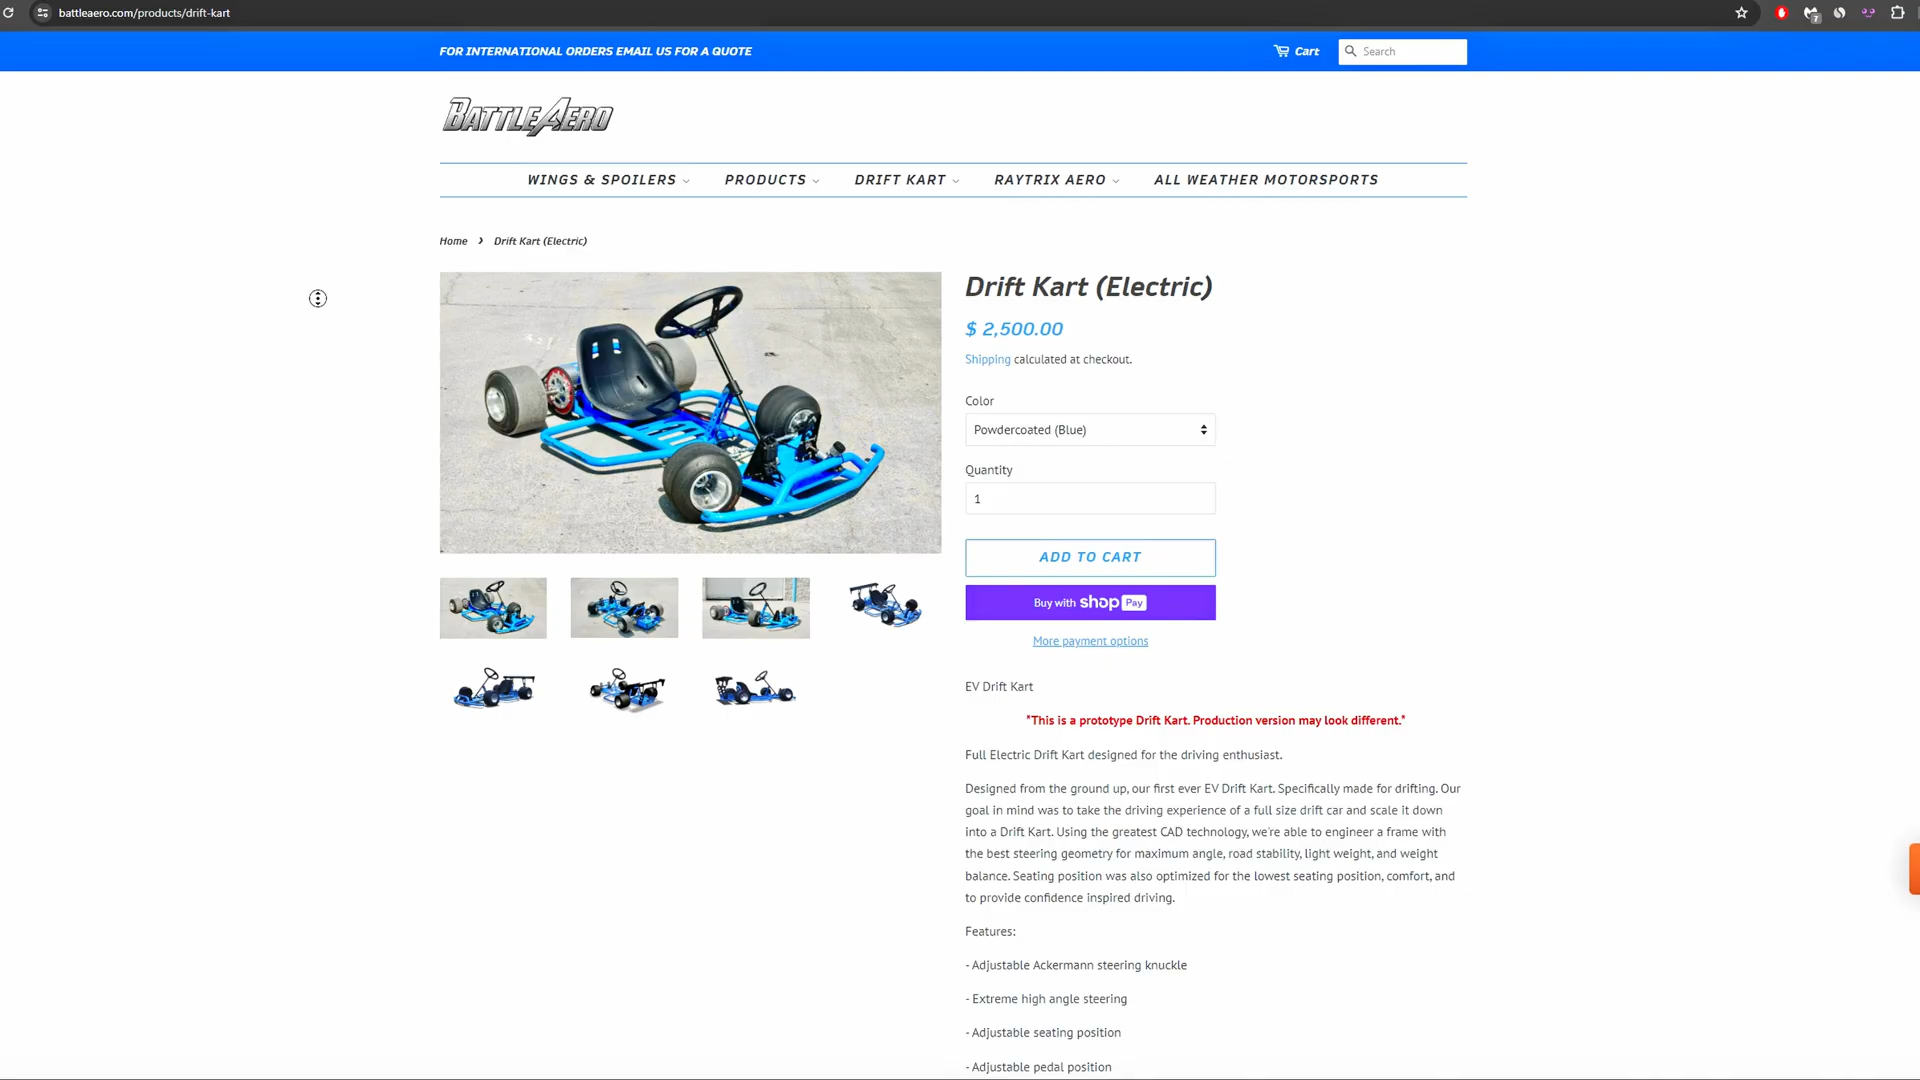 battleaero.com/products/drift-kart
7
FOR INTERNATIONAL ORDERS EMAIL US FOR A QUOTE
Cart
Search
BATTLEAERO
WINGS & SPOILERS
PRODUCTS
DRIFT KART
RAYTRIX AERO
ALL WEATHER MOTORSPORTS
Home › Drift Kart (Electric)
Drift Kart (Electric)
$ 2,500.00
Shipping calculated at checkout.
Color
Powdercoated (Blue)
Quantity
1
ADD TO CART
Buy with shop Pay
More payment options
EV Drift Kart
*This is a prototype Drift Kart. Production version may look different.*
Full Electric Drift Kart designed for the driving enthusiast.
Designed from the ground up, our first ever EV Drift Kart. Specifically made for drifting. Our
goal in mind was to take the driving experience of a full size drift car and scale it down
into a Drift Kart. Using the greatest CAD technology, we're able to engineer a frame with
the best steering geometry for maximum angle, road stability, light weight, and weight
balance. Seating position was also optimized for the lowest seating position, comfort, and
to provide confidence inspired driving.
Features:
- Adjustable Ackermann steering knuckle
- Extreme high angle steering
- Adjustable seating position
- Adjustable pedal position